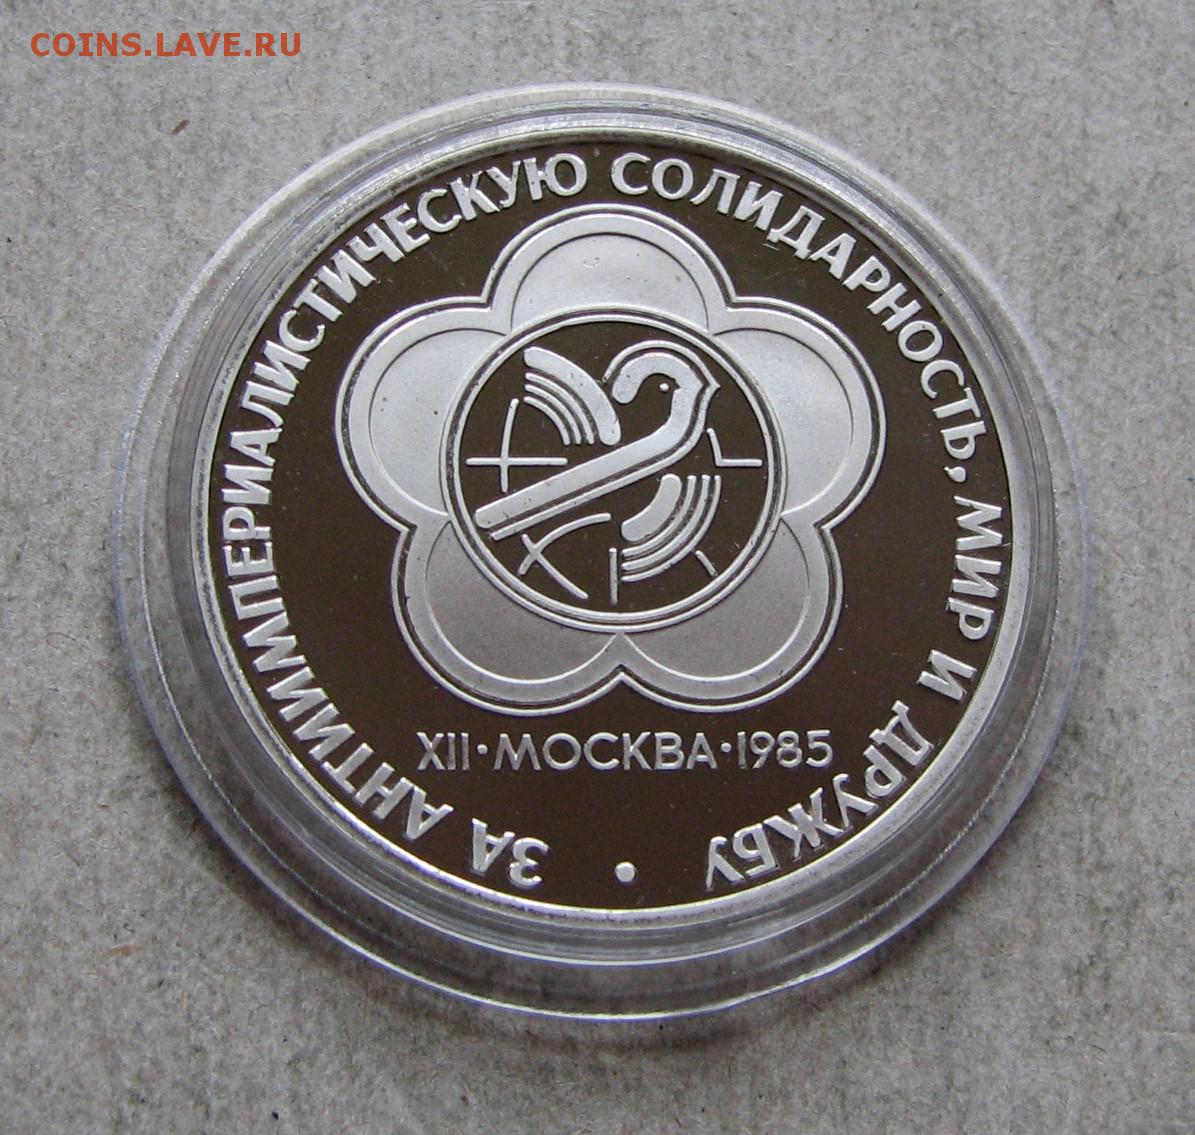 COINS.LAVE.RU
ЗА АНТИИМПЕРИАЛИСТИЧЕСКУЮ СОЛИДАРНОСТЬ, МИР И ДРУЖБУ •
XII·МОСКВА·1985